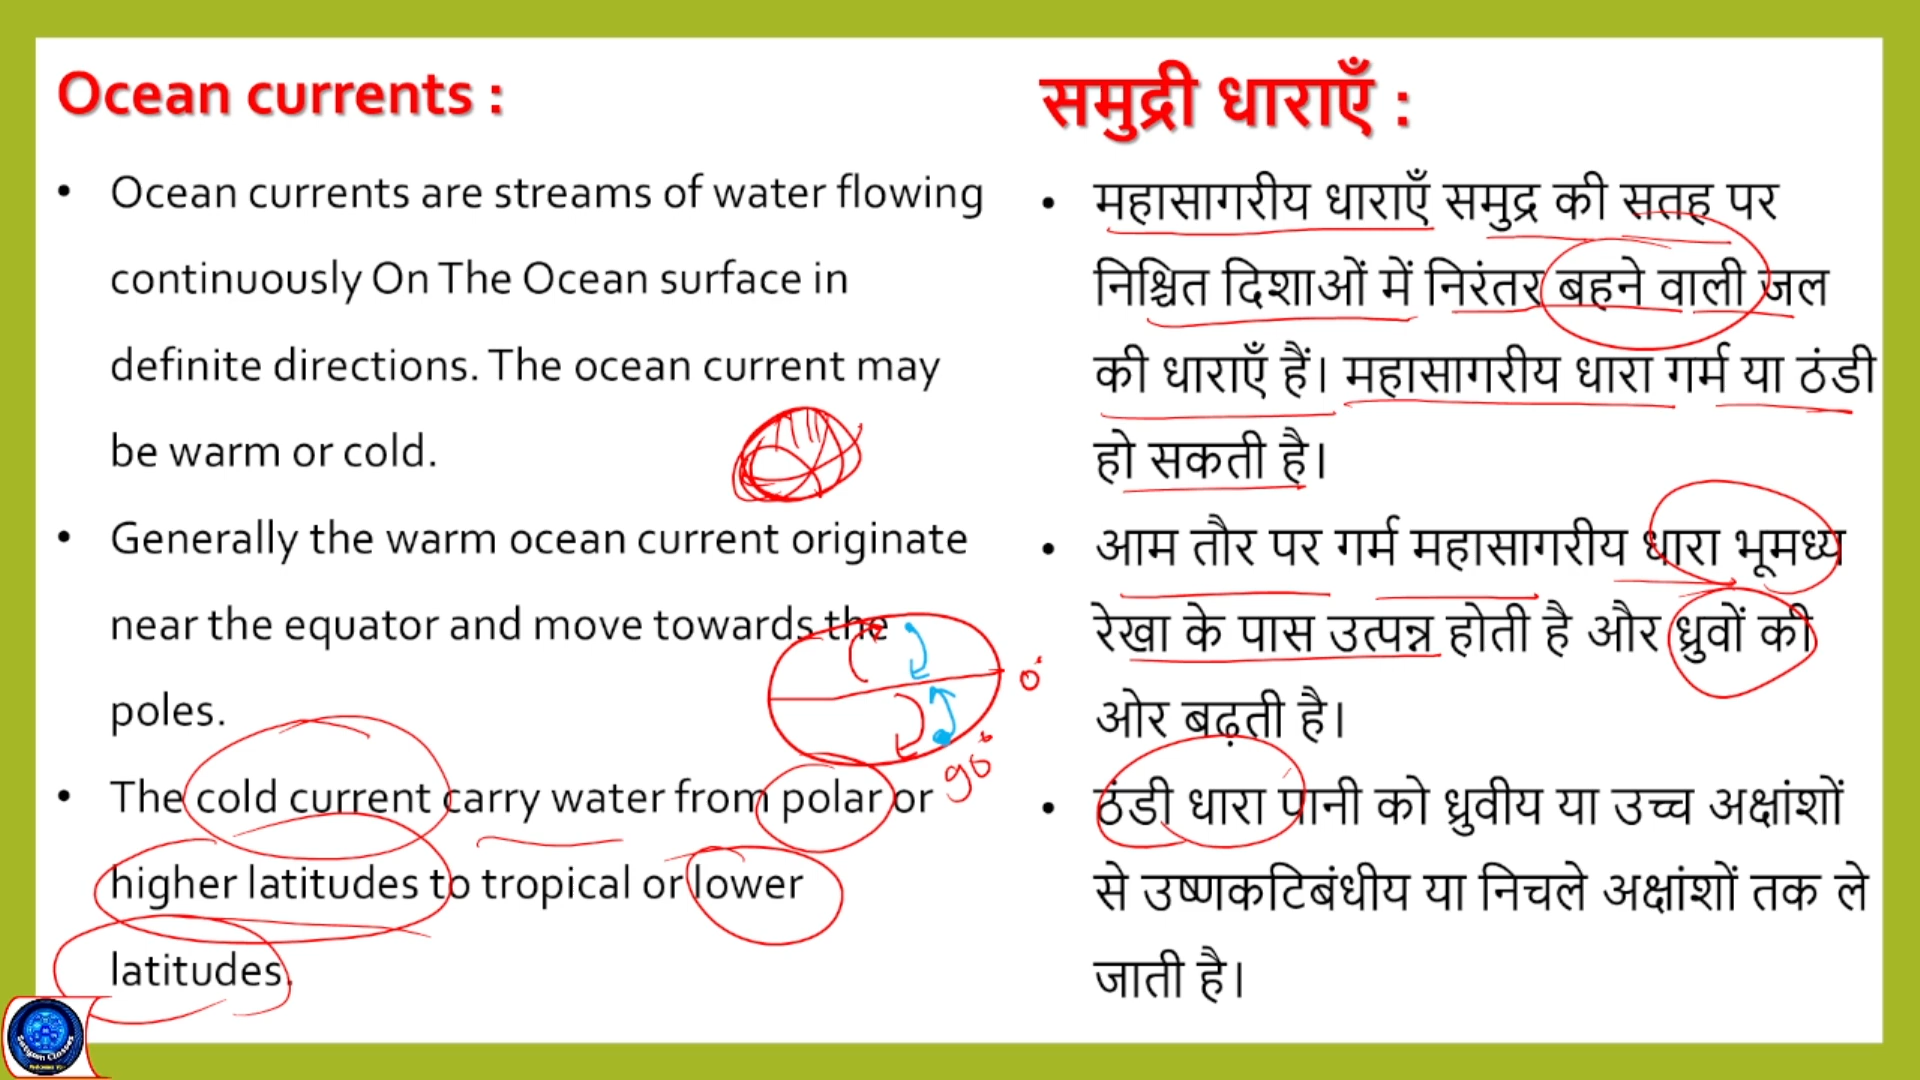 Ocean currents :
• Ocean currents are streams of water flowing
continuously On The Ocean surface in
definite directions. The ocean current may
be warm or cold.
• Generally the warm ocean current originate
near the equator and move towards the
poles.
• The cold current carry water from polar or
higher latitudes to tropical or lower
latitudes.
0°
90°
समुद्री धाराएँ :
• महासागरीय धाराएँ समुद्र की सतह पर
निश्चित दिशाओं में निरंतर बहने वाली जल
की धाराएँ हैं। महासागरीय धारा गर्म या ठंडी
हो सकती है।
• आम तौर पर गर्म महासागरीय धारा भूमध्य
रेखा के पास उत्पन्न होती है और ध्रुवों की
ओर बढ़ती है।
• ठंडी धारा पानी को ध्रुवीय या उच्च अक्षांशों
से उष्णकटिबंधीय या निचले अक्षांशों तक ले
जाती है।